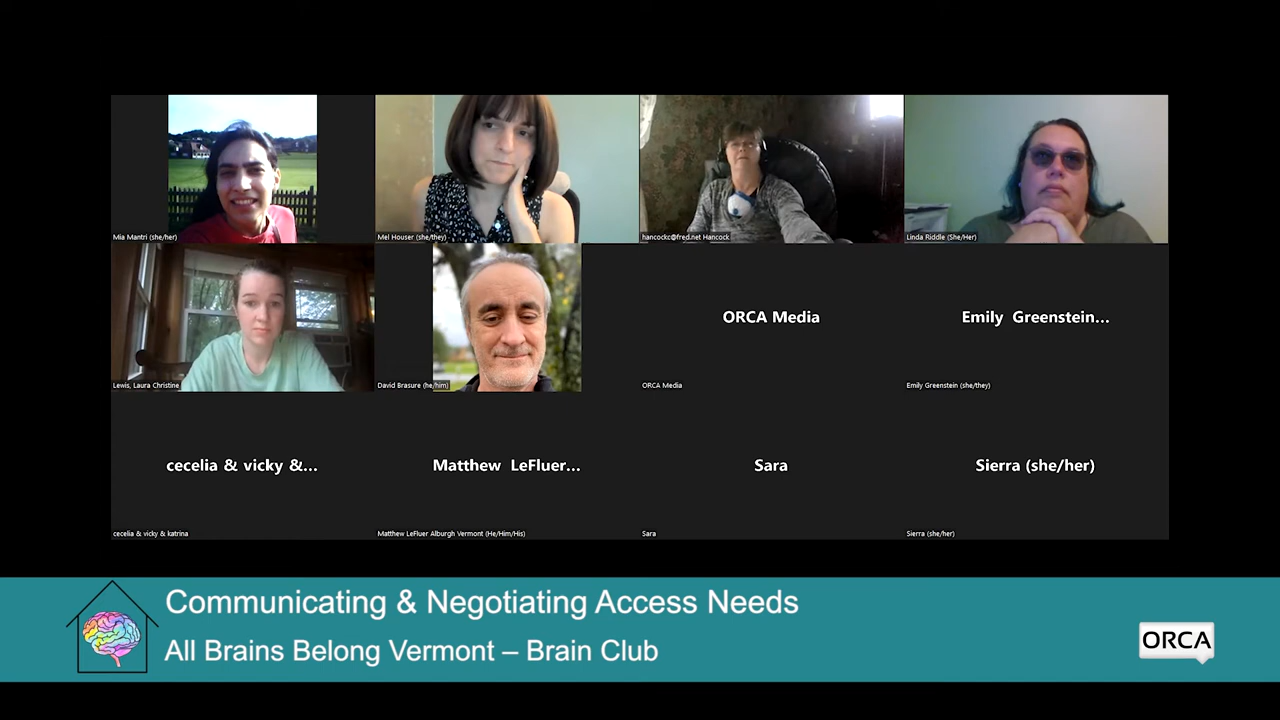 Mia Mantri (she/her)
Mel Houser (she/they)
hancockc@fred.net Hancock
Linda Riddle (She/Her)
Lewis, Laura Christine
David Brasure (he/him)
ORCA Media
ORCA Media
Emily Greenstein...
Emily Greenstein (she/they)
cecelia & vicky &...
cecelia & vicky & katrina
Matthew LeFluer...
Matthew LeFluer Alburgh Vermont (He/Him/His)
Sara
Sara
Sierra (she/her)
Sierra (she/her)
Communicating & Negotiating Access Needs
All Brains Belong Vermont – Brain Club
ORCA